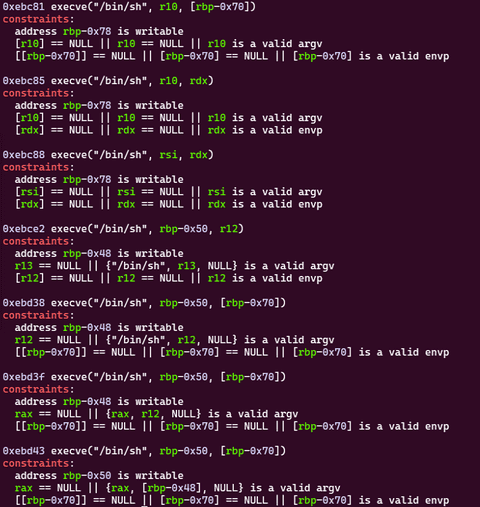 0xebc81 execve("/bin/sh", r10, [rbp-0x70])
constraints:
  address rbp-0x78 is writable
  [r10] == NULL || r10 == NULL || r10 is a valid argv
  [[rbp-0x70]] == NULL || [rbp-0x70] == NULL || [rbp-0x70] is a valid envp

0xebc85 execve("/bin/sh", r10, rdx)
constraints:
  address rbp-0x78 is writable
  [r10] == NULL || r10 == NULL || r10 is a valid argv
  [rdx] == NULL || rdx == NULL || rdx is a valid envp

0xebc88 execve("/bin/sh", rsi, rdx)
constraints:
  address rbp-0x78 is writable
  [rsi] == NULL || rsi == NULL || rsi is a valid argv
  [rdx] == NULL || rdx == NULL || rdx is a valid envp

0xebce2 execve("/bin/sh", rbp-0x50, r12)
constraints:
  address rbp-0x48 is writable
  r13 == NULL || {"/bin/sh", r13, NULL} is a valid argv
  [r12] == NULL || r12 == NULL || r12 is a valid envp

0xebd38 execve("/bin/sh", rbp-0x50, [rbp-0x70])
constraints:
  address rbp-0x48 is writable
  r12 == NULL || {"/bin/sh", r12, NULL} is a valid argv
  [[rbp-0x70]] == NULL || [rbp-0x70] == NULL || [rbp-0x70] is a valid envp

0xebd3f execve("/bin/sh", rbp-0x50, [rbp-0x70])
constraints:
  address rbp-0x48 is writable
  rax == NULL || {rax, r12, NULL} is a valid argv
  [[rbp-0x70]] == NULL || [rbp-0x70] == NULL || [rbp-0x70] is a valid envp

0xebd43 execve("/bin/sh", rbp-0x50, [rbp-0x70])
constraints:
  address rbp-0x50 is writable
  rax == NULL || {rax, [rbp-0x48], NULL} is a valid argv
  [[rbp-0x70]] == NULL || [rbp-0x70] == NULL || [rbp-0x70] is a valid envp